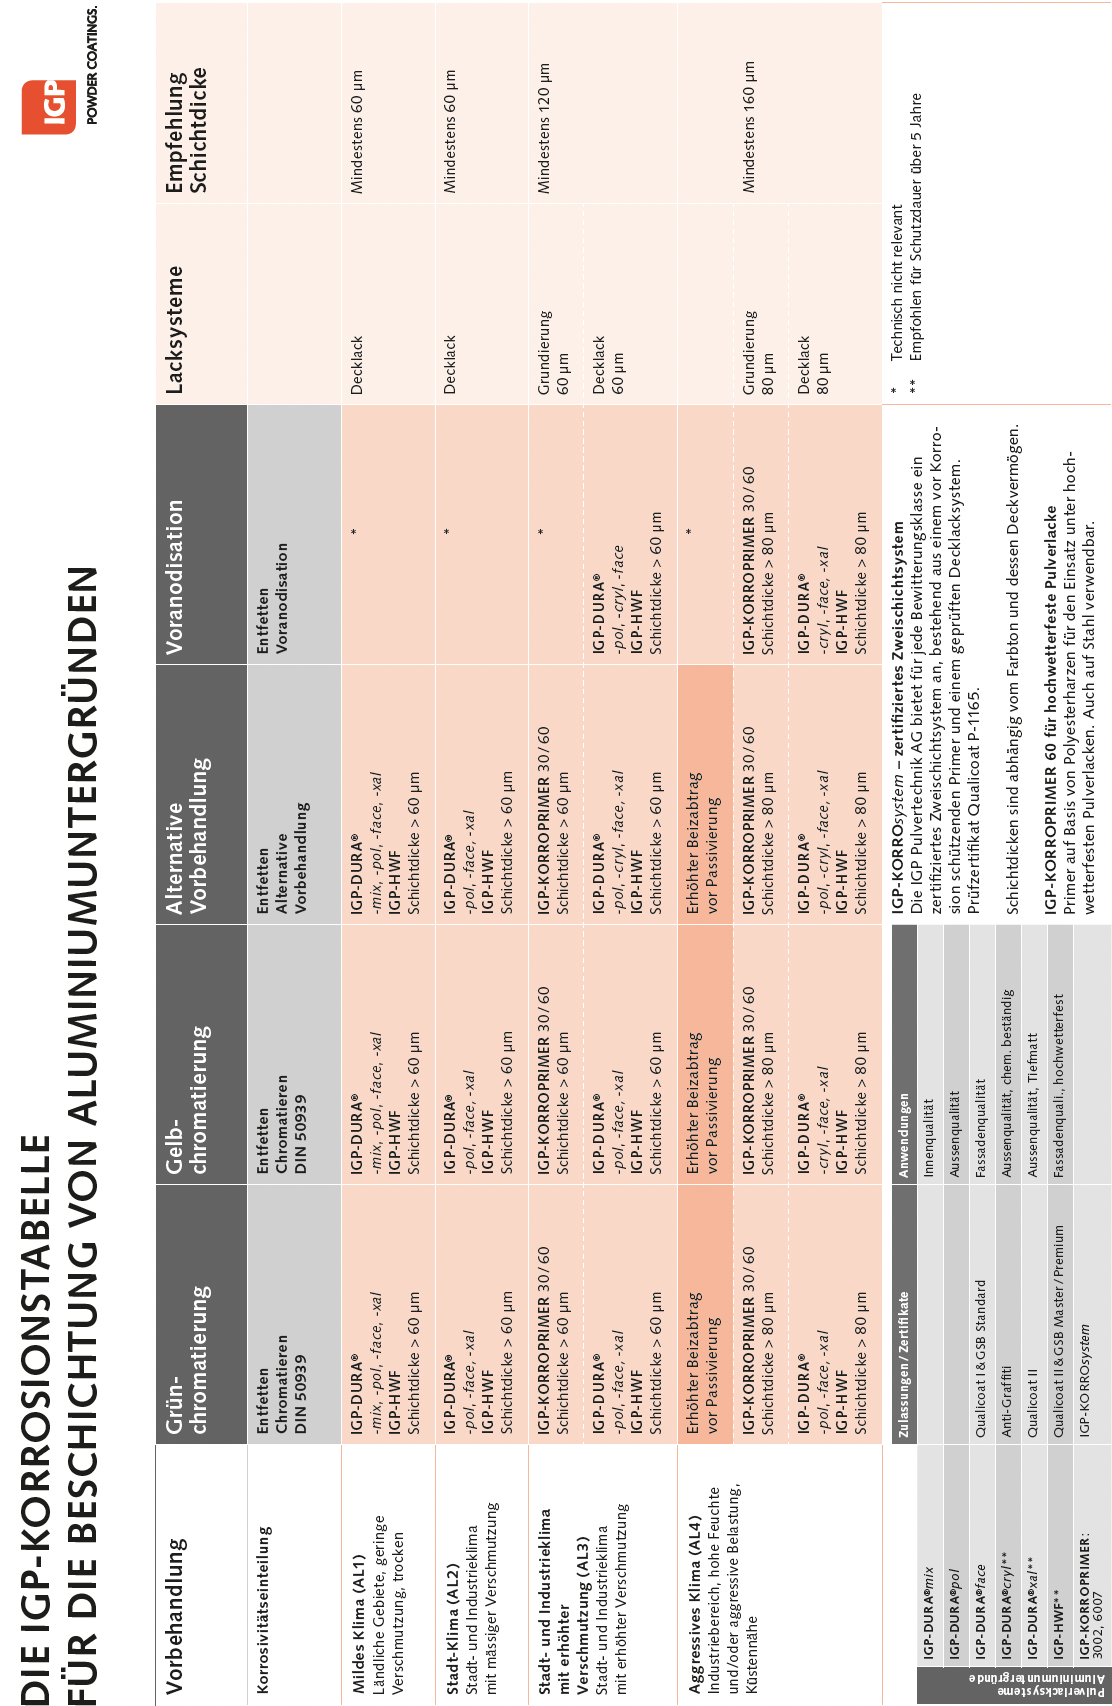 DIE IGP-KORROSIONSTABELLE
FÜR DIE BESCHICHTUNG VON ALUMINIUMUNTERGRÜNDEN
IGP
POWDER COATINGS.
Vorbehandlung
Grün-
chromatierung
Gelb-
chromatierung
Alternative
Vorbehandlung
Voranodisation
Lacksysteme
Empfehlung
Schichtdicke
Korrosivitätseinteilung
Entfetten
Chromatieren
DIN 50939
Entfetten
Chromatieren
DIN 50939
Entfetten
Alternative
Vorbehandlung
Entfetten
Voranodisation
Mildes Klima (AL1)
Ländliche Gebiete, geringe
Verschmutzung, trocken
IGP-DURA®
-mix, -pol, -face, -xal
IGP-HWF
Schichtdicke > 60 µm
IGP-DURA®
-mix, -pol, -face, -xal
IGP-HWF
Schichtdicke > 60 µm
IGP-DURA®
-mix, -pol, -face, -xal
IGP-HWF
Schichtdicke > 60 µm
*
Decklack
Mindestens 60 µm
Stadt-Klima (AL2)
Stadt- und Industrieklima
mit mässiger Verschmutzung
IGP-DURA®
-pol, -face, -xal
IGP-HWF
Schichtdicke > 60 µm
IGP-DURA®
-pol, -face, -xal
IGP-HWF
Schichtdicke > 60 µm
IGP-DURA®
-pol, -face, -xal
IGP-HWF
Schichtdicke > 60 µm
*
Decklack
Mindestens 60 µm
Stadt- und Industrieklima
mit erhöhter
Verschmutzung (AL3)
Stadt- und Industrieklima
mit erhöhter Verschmutzung
IGP-KORROPRIMER 30/60
Schichtdicke > 60 µm
IGP-KORROPRIMER 30/60
Schichtdicke > 60 µm
IGP-KORROPRIMER 30/60
Schichtdicke > 60 µm
*
Grundierung
60 µm
Mindestens 120 µm
IGP-DURA®
-pol, -face, -xal
IGP-HWF
Schichtdicke > 60 µm
IGP-DURA®
-pol, -face, -xal
IGP-HWF
Schichtdicke > 60 µm
IGP-DURA®
-pol, -cryl, -face, -xal
IGP-HWF
Schichtdicke > 60 µm
IGP-DURA®
-pol, -cryl, -face
IGP-HWF
Schichtdicke > 60 µm
Decklack
60 µm
Aggressives Klima (AL4)
Industriebereich, hohe Feuchte
und/oder aggressive Belastung,
Küstennähe
Erhöhter Beizabtrag
vor Passivierung
Erhöhter Beizabtrag
vor Passivierung
Erhöhter Beizabtrag
vor Passivierung
*
IGP-KORROPRIMER 30/60
Schichtdicke > 80 µm
IGP-KORROPRIMER 30/60
Schichtdicke > 80 µm
IGP-KORROPRIMER 30/60
Schichtdicke > 80 µm
IGP-KORROPRIMER 30/60
Schichtdicke > 80 µm
Grundierung
80 µm
Mindestens 160 µm
IGP-DURA®
-pol, -face, -xal
IGP-HWF
Schichtdicke > 80 µm
IGP-DURA®
-cryl, -face, -xal
IGP-HWF
Schichtdicke > 80 µm
IGP-DURA®
-pol, -cryl, -face, -xal
IGP-HWF
Schichtdicke > 80 µm
IGP-DURA®
-cryl, -face, -xal
IGP-HWF
Schichtdicke > 80 µm
Decklack
80 µm
Pulverlacksysteme
Aluminiumuntergründe
Zulassungen/Zertifikate
Anwendungen
IGP-DURA®mix
Innenqualität
IGP-DURA®pol
Aussenqualität
IGP-DURA®face
Qualicoat I & GSB Standard
Fassadenqualität
IGP-DURA®cryl**
Anti-Graffiti
Aussenqualität, chem. beständig
IGP-DURA®xal**
Qualicoat II
Aussenqualität, Tiefmatt
IGP-HWF**
Qualicoat II & GSB Master/Premium
Fassadenquali., hochwetterfest
IGP-KORROPRIMER:
3002, 6007
IGP-KORROsystem
IGP-KORROsystem – zertifiziertes Zweischichtsystem
Die IGP Pulvertechnik AG bietet für jede Bewitterungsklasse ein
zertifiziertes Zweischichtsystem an, bestehend aus einem vor Korro-
sion schützenden Primer und einem geprüften Decklacksystem.
Prüfzertifikat Qualicoat P-1165.
Schichtdicken sind abhängig vom Farbton und dessen Deckvermögen.
IGP-KORROPRIMER 60 für hochwetterfeste Pulverlacke
Primer auf Basis von Polyesterharzen für den Einsatz unter hoch-
wetterfesten Pulverlacken. Auch auf Stahl verwendbar.
* Technisch nicht relevant
** Empfohlen für Schutzdauer über 5 Jahre